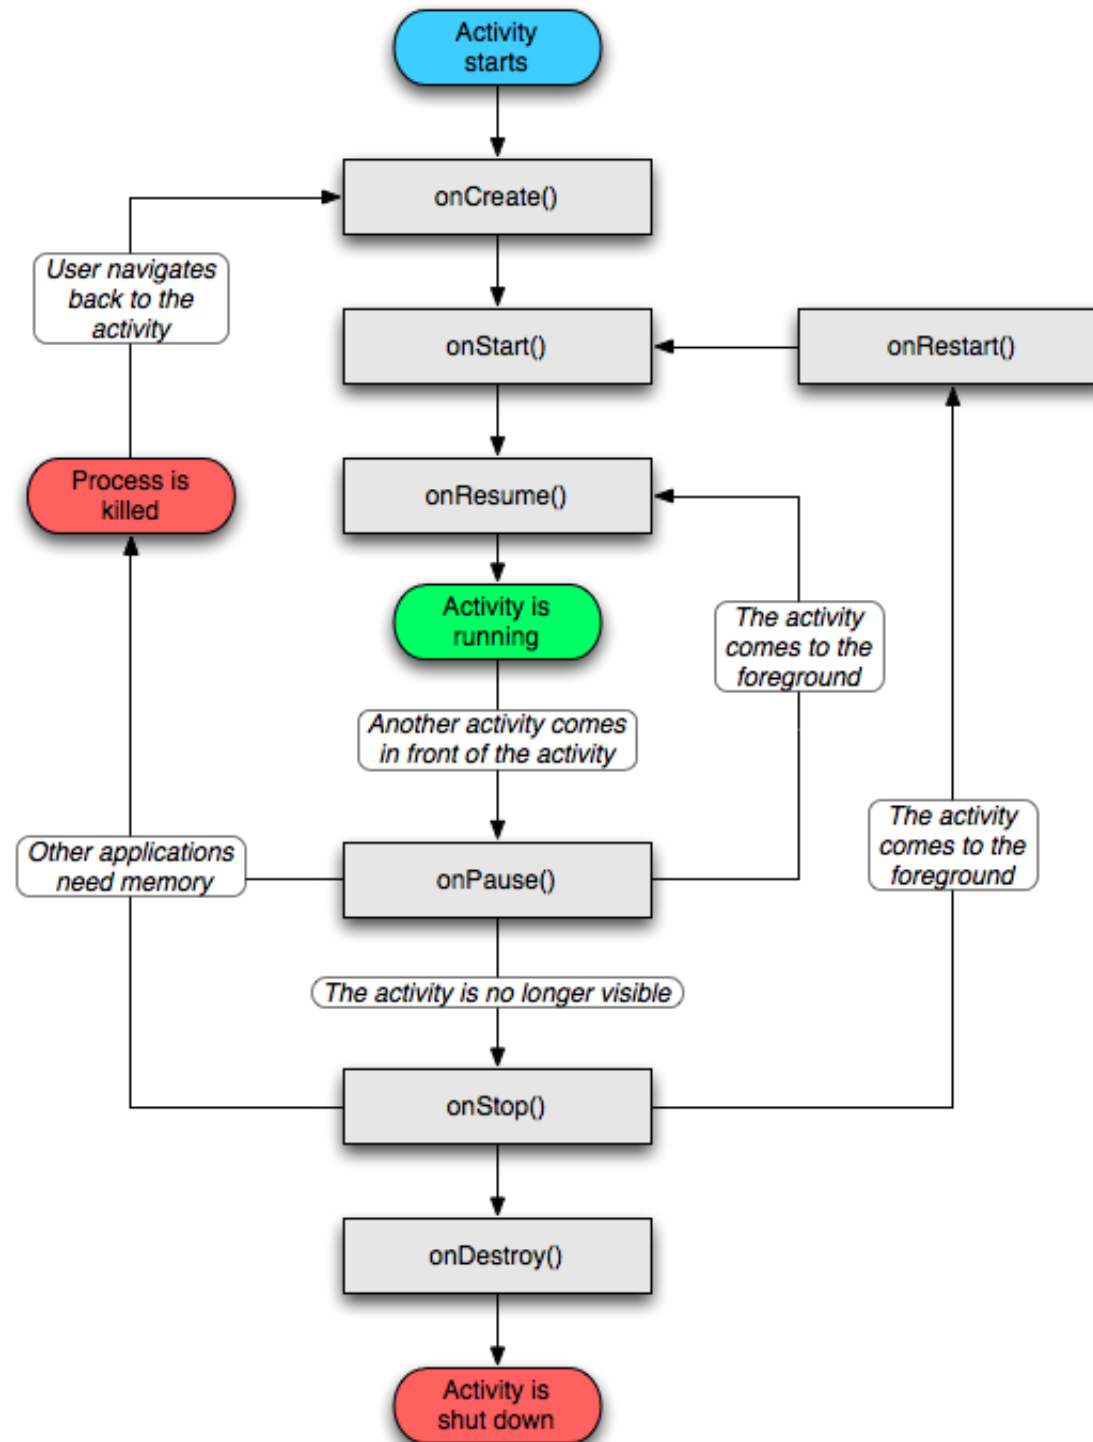 Activity
starts
onCreate()
User navigates
back to the
activity
onStart()
onRestart()
Process is
killed
onResume()
Activity is
running
The activity
comes to the
foreground
Another activity comes
in front of the activity
The activity
comes to the
foreground
Other applications
need memory
onPause()
The activity is no longer visible
onStop()
onDestroy()
Activity is
shut down